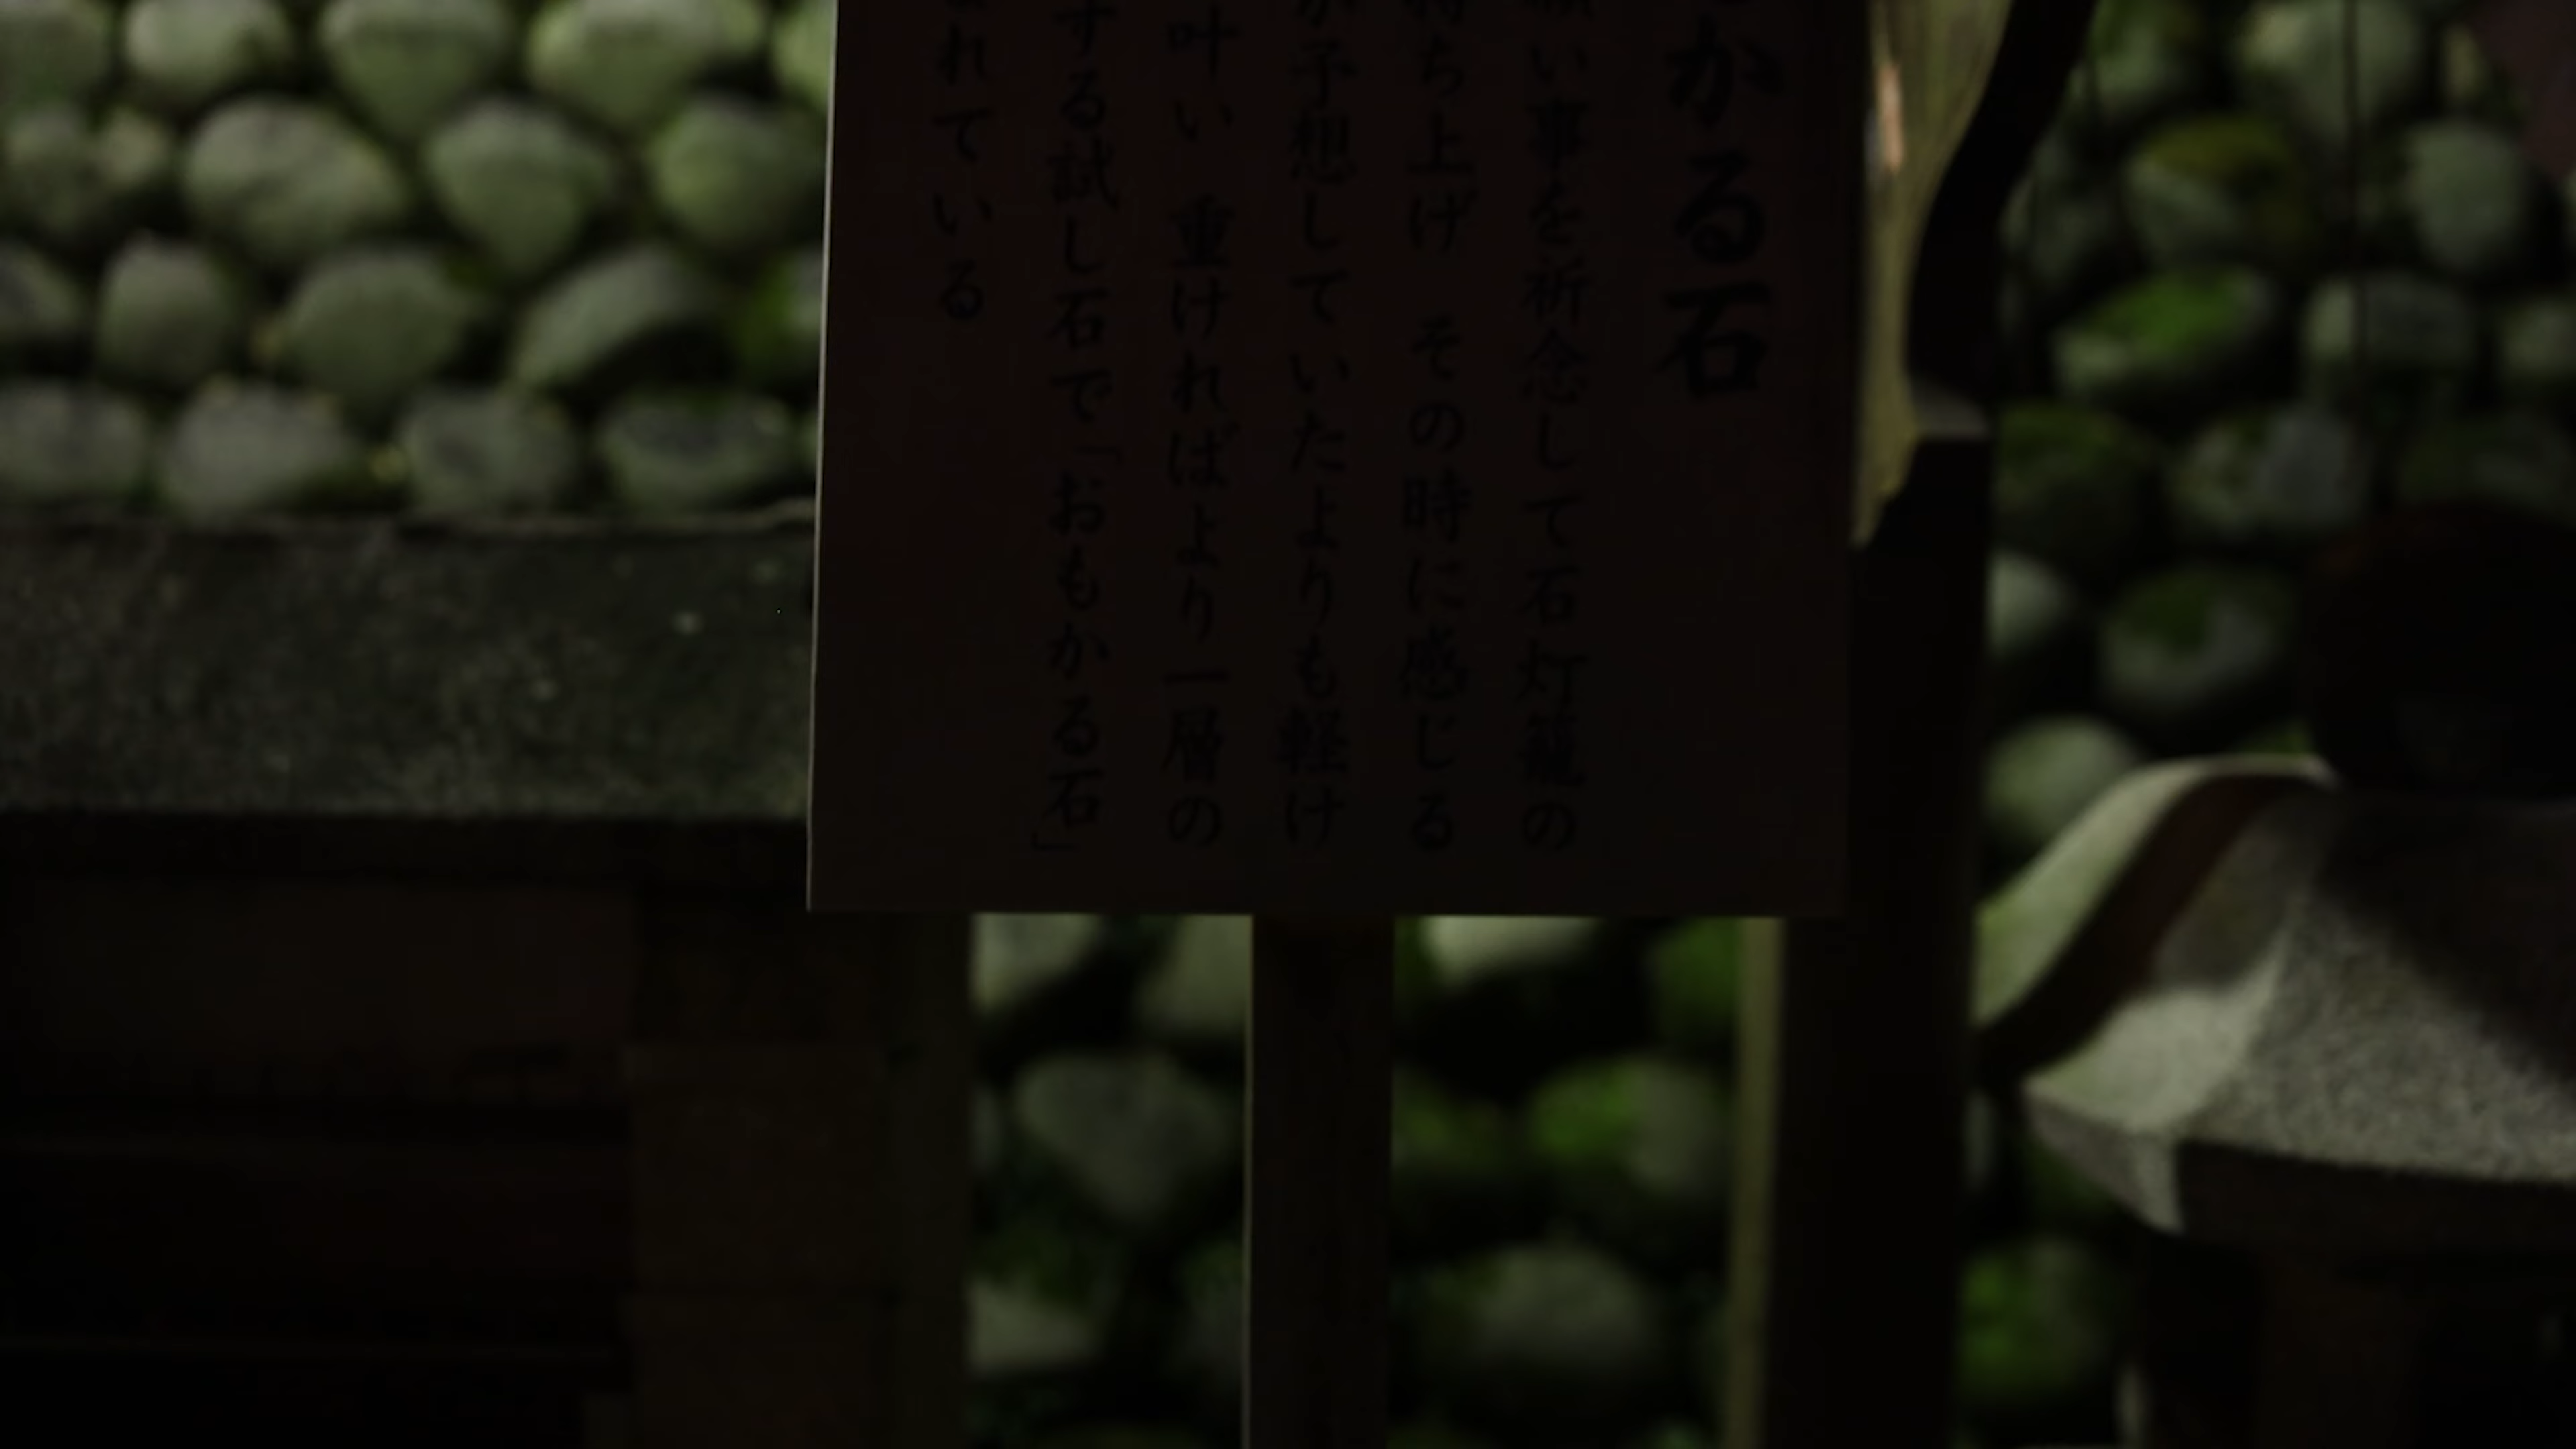 かる石
い事を祈念して石灯籠の
持ち上げ その時に感じる
が予想していたよりも軽け
叶い 重ければより一層の
する試し石で「おもかる石」
れている